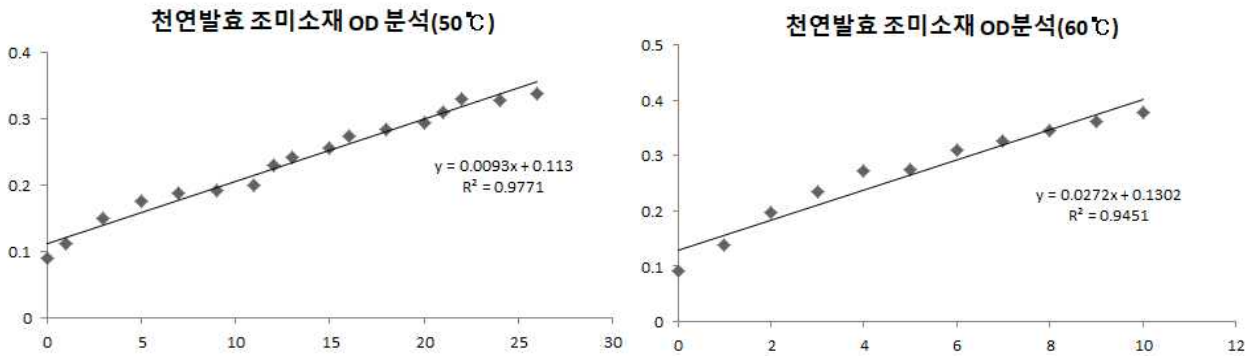 천연발효 조미소재 OD 분석(50℃)
0.4
0.3
0.2
0.1
0
0 5 10 15 20 25 30
y = 0.0093x + 0.113
R² = 0.9771
천연발효 조미소재 OD분석(60℃)
0.5
0.4
0.3
0.2
0.1
0
0 2 4 6 8 10 12
y = 0.0272x + 0.1302
R² = 0.9451